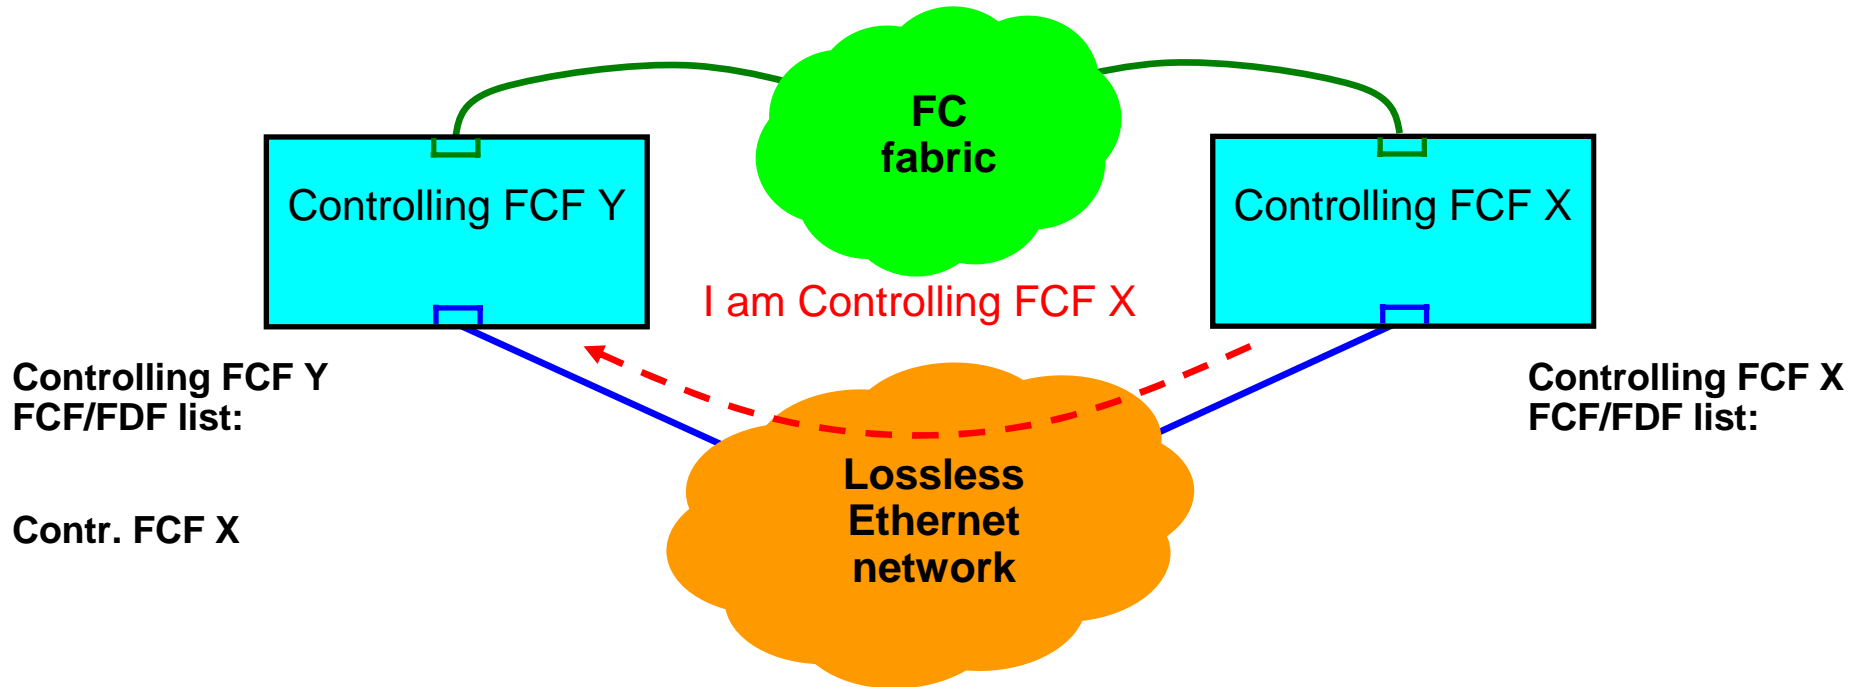 FC
fabric
Controlling FCF Y
Controlling FCF X
I am Controlling FCF X
Controlling FCF Y
FCF/FDF list:
Contr. FCF X
Controlling FCF X
FCF/FDF list:
Lossless
Ethernet
network